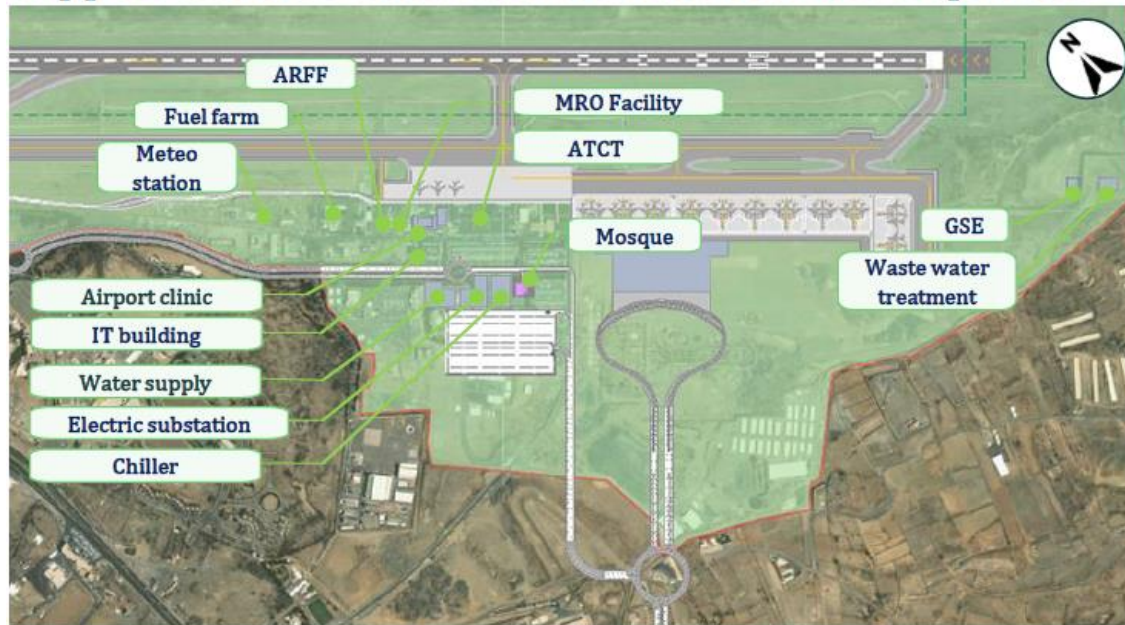 N
ARFF
MRO Facility
Fuel farm
ATCT
Meteo
station
Mosque
GSE
Waste water
treatment
Airport clinic
IT building
Water supply
Electric substation
Chiller